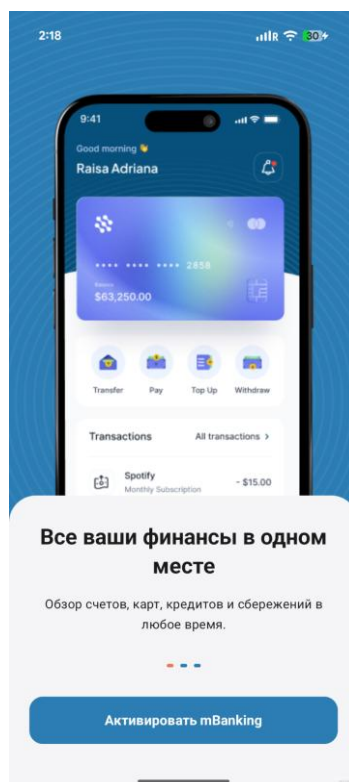 2:18
R
30
9:41
Good morning 👋
Raisa Adriana
•••• •••• •••• 2858
Balance
$63,250.00
Transfer Pay Top Up Withdraw
Transactions All transactions >
Spotify
Monthly Subscription
- $15.00
Все ваши финансы в одном
месте
Обзор счетов, карт, кредитов и сбережений в
любое время.
Активировать mBanking